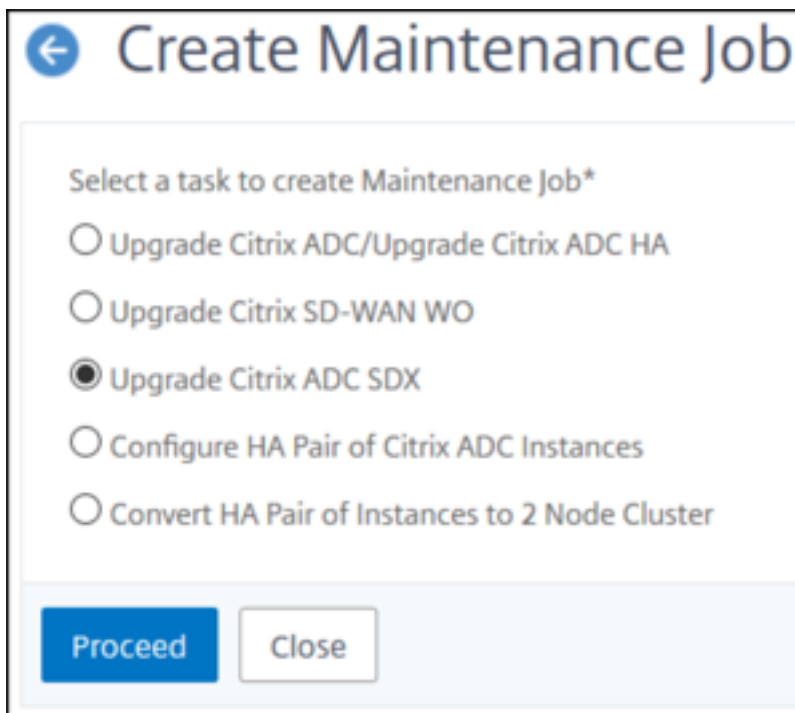 Create Maintenance Job
Select a task to create Maintenance Job*
Upgrade Citrix ADC/Upgrade Citrix ADC HA
Upgrade Citrix SD-WAN WO
Upgrade Citrix ADC SDX
Configure HA Pair of Citrix ADC Instances
Convert HA Pair of Instances to 2 Node Cluster
Proceed Close